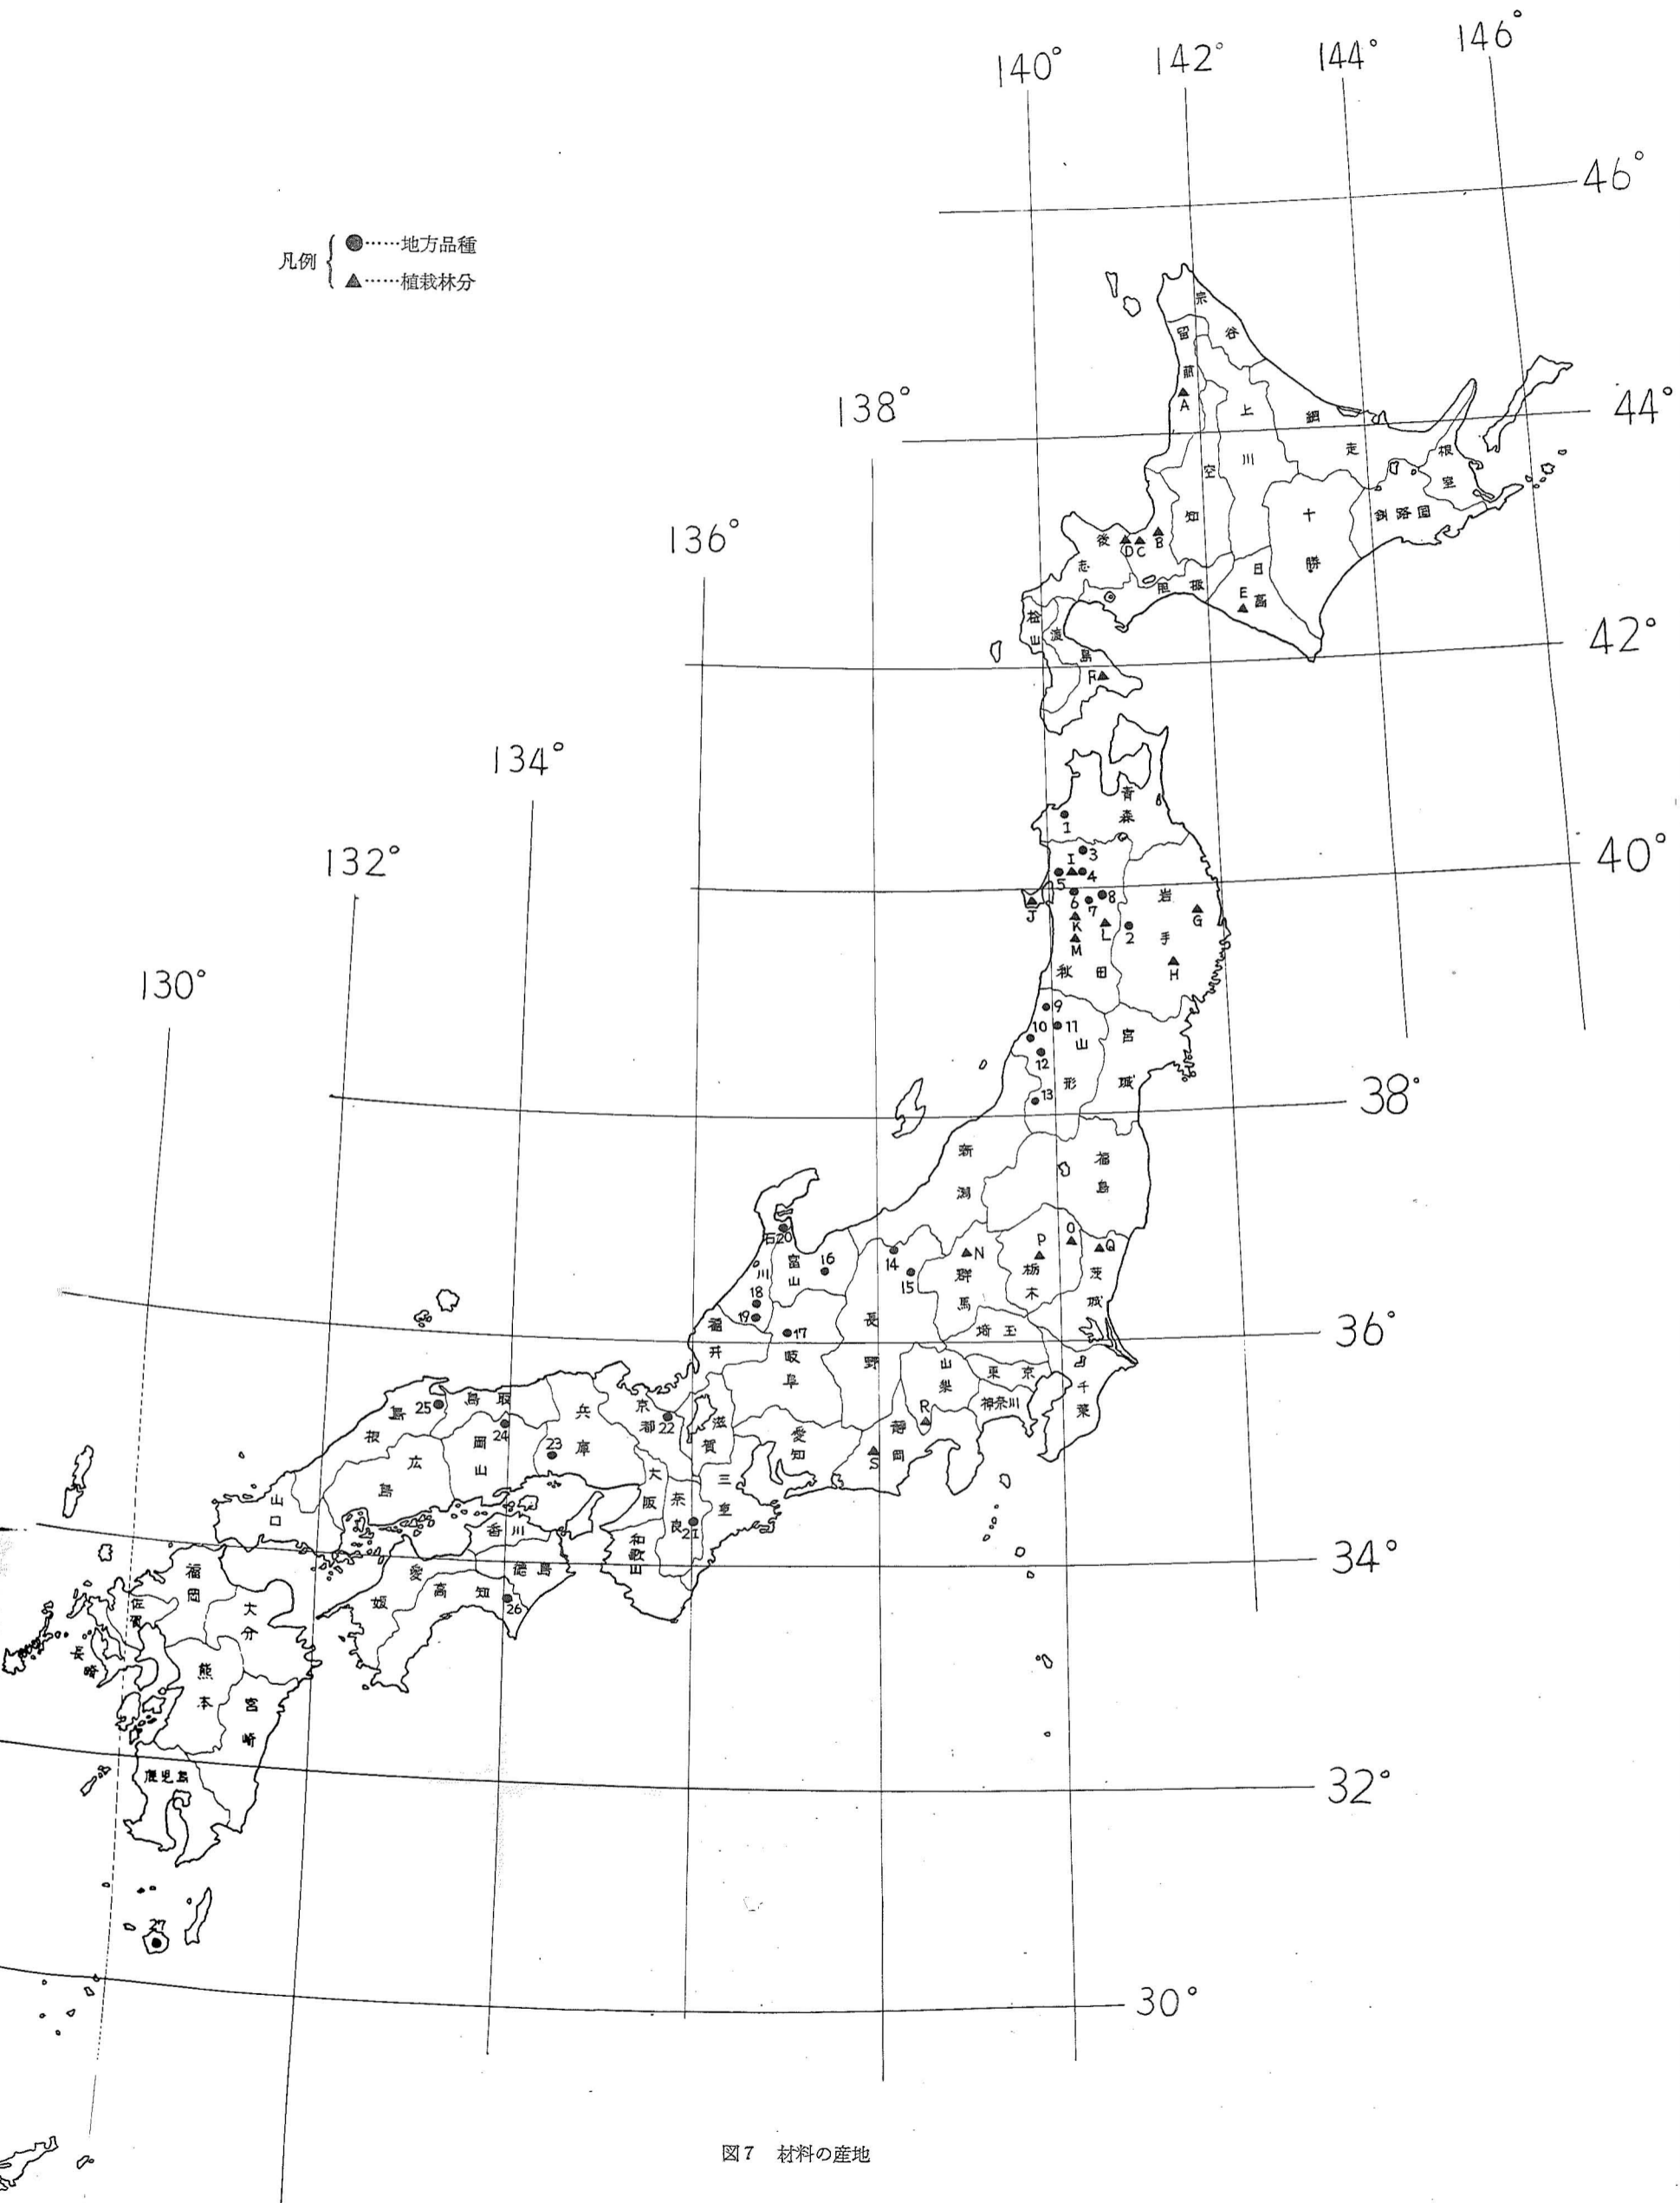 146°
144°
142°
140°
46°
凡例
●……地方品種
▲……植栽林分
宗
谷
留
萌
A
上
川
網
走
138°
44°
根
室
空
知
十
勝
釧路国
136°
後
志
D C B
胆振
日
高
E
桧
山
渡
島
F
42°
134°
青
森
1
132°
40°
3
I
4
5
6
7
8
J
K
L
M
2
岩
手
G
H
秋田
130°
9
10
11
山
形
12
13
宮
城
38°
新
潟
福
島
石20
川
富
山
16
14
15
N
群
馬
P
栃
木
O
Q
茨
城
18
19
福
井
17
岐
阜
長
野
埼玉
36°
山
梨
東京
神奈川
千
葉
R
静
岡
S
愛
知
25
島
根
鳥取
24
岡
山
兵
庫
23
京
都
22
滋
賀
広
島
大
阪
奈
良
21
三
重
和歌山
山
口
香川
徳島
34°
愛
媛
高知
26
福
岡
佐賀
大
分
長崎
熊
本
宮
崎
鹿児島
32°
27
30°
図7 材料の産地